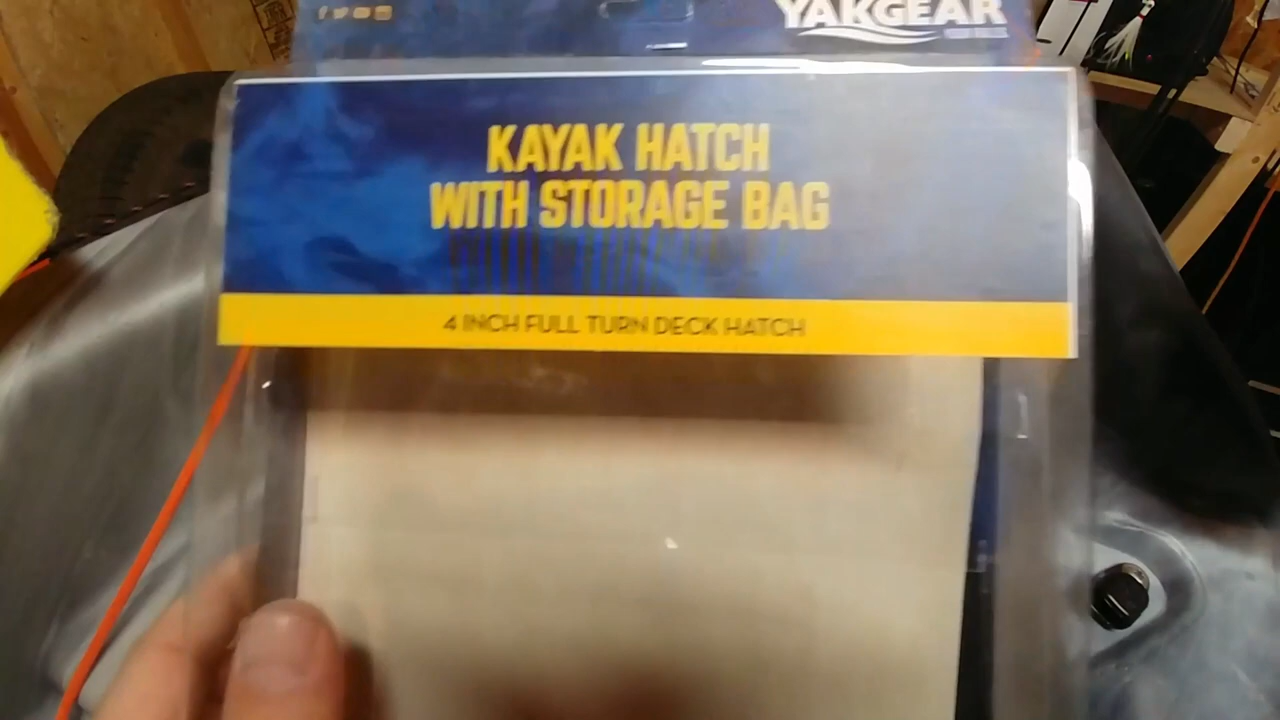 YAKGEAR
KAYAK HATCH
WITH STORAGE BAG
4 INCH FULL TURN DECK HATCH